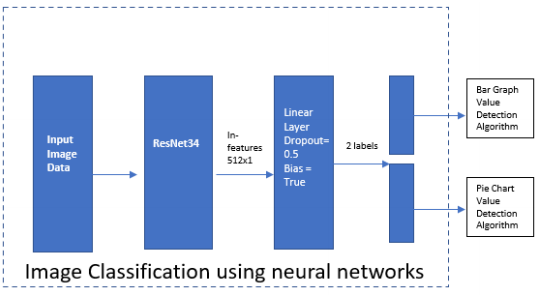 Input
Image
Data
ResNet34
In-
features
512x1
Linear
Layer
Dropout=
0.5
Bias =
True
2 labels
Bar Graph
Value
Detection
Algorithm
Pie Chart
Value
Detection
Algorithm
Image Classification using neural networks